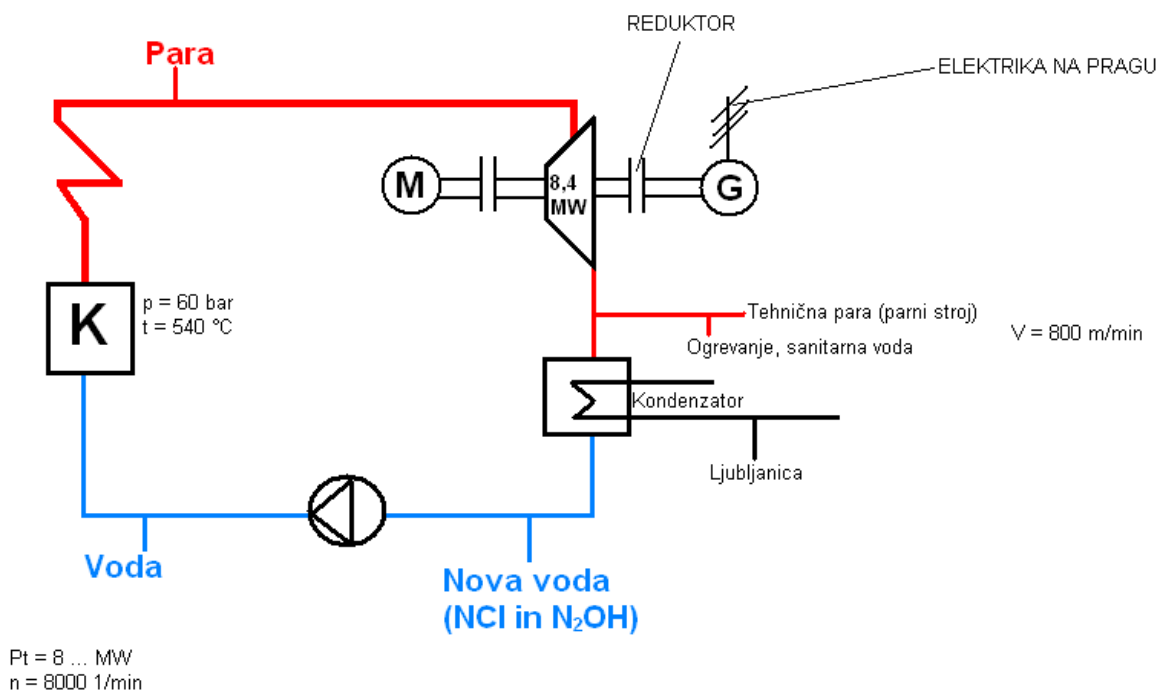 REDUKTOR
Para
ELEKTRIKA NA PRAGU
M
8,4
MW
G
K
p = 60 bar
t = 540 °C
Tehnična para (parni stroj)
Ogrevanje, sanitarna voda
V = 800 m/min
Kondenzator
Ljubljanica
Voda
Nova voda
(NCl in N₂OH)
Pt = 8 ... MW
n = 8000 1/min